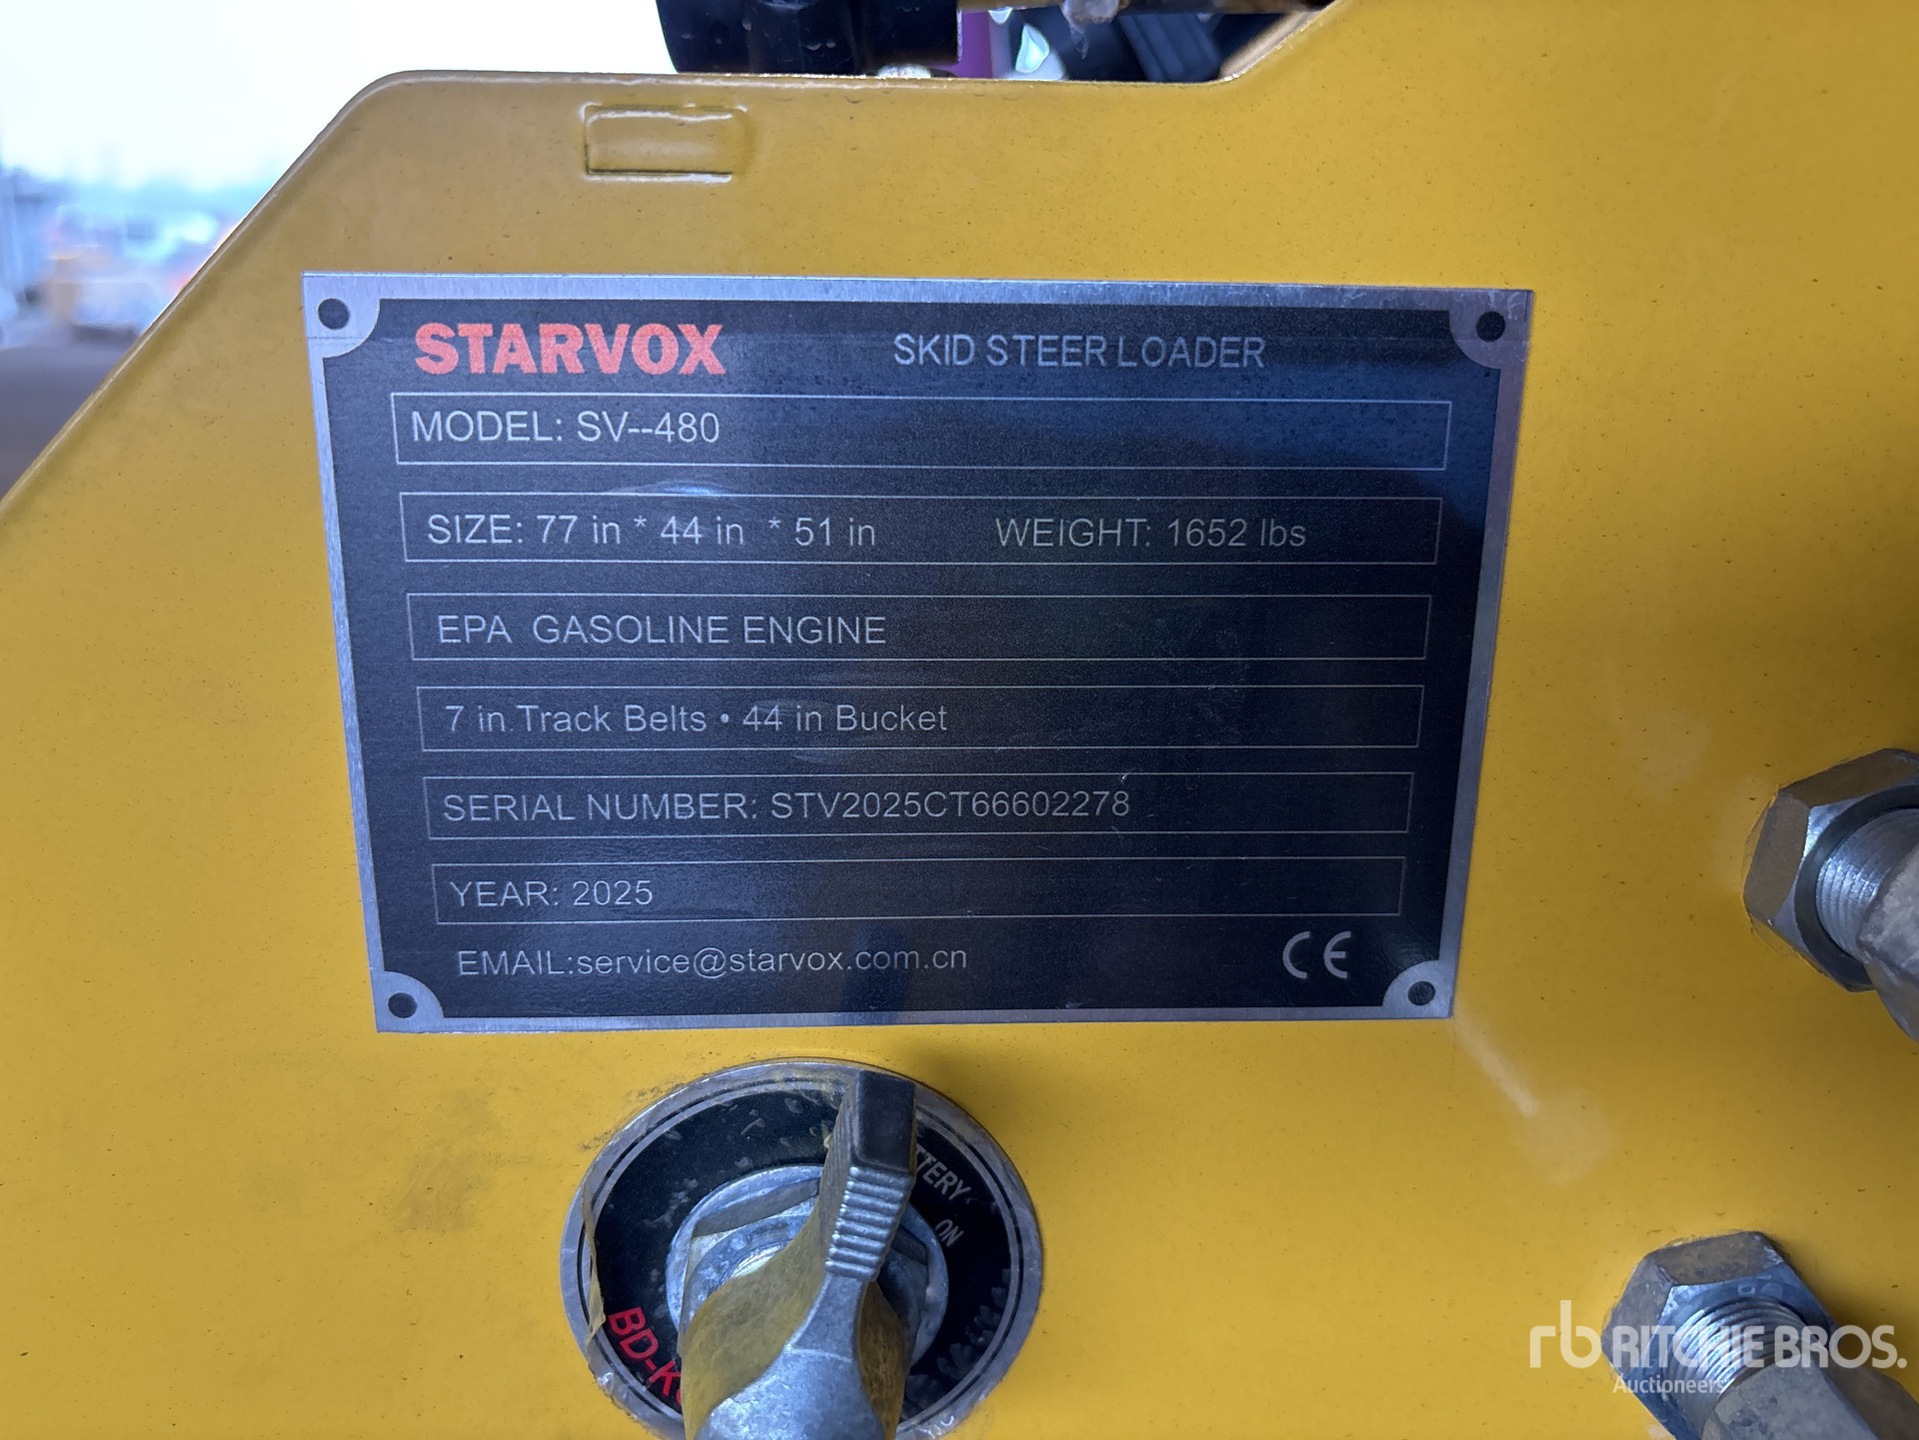 STARVOX SKID STEER LOADER
MODEL: SV--480
SIZE: 77 in * 44 in * 51 in WEIGHT: 1652 lbs
EPA GASOLINE ENGINE
7 in Track Belts • 44 in Bucket
SERIAL NUMBER: STV2025CT66602278
YEAR: 2025
EMAIL:service@starvox.com.cn CE
ON
rb RITCHIE BROS.
Auctioneers